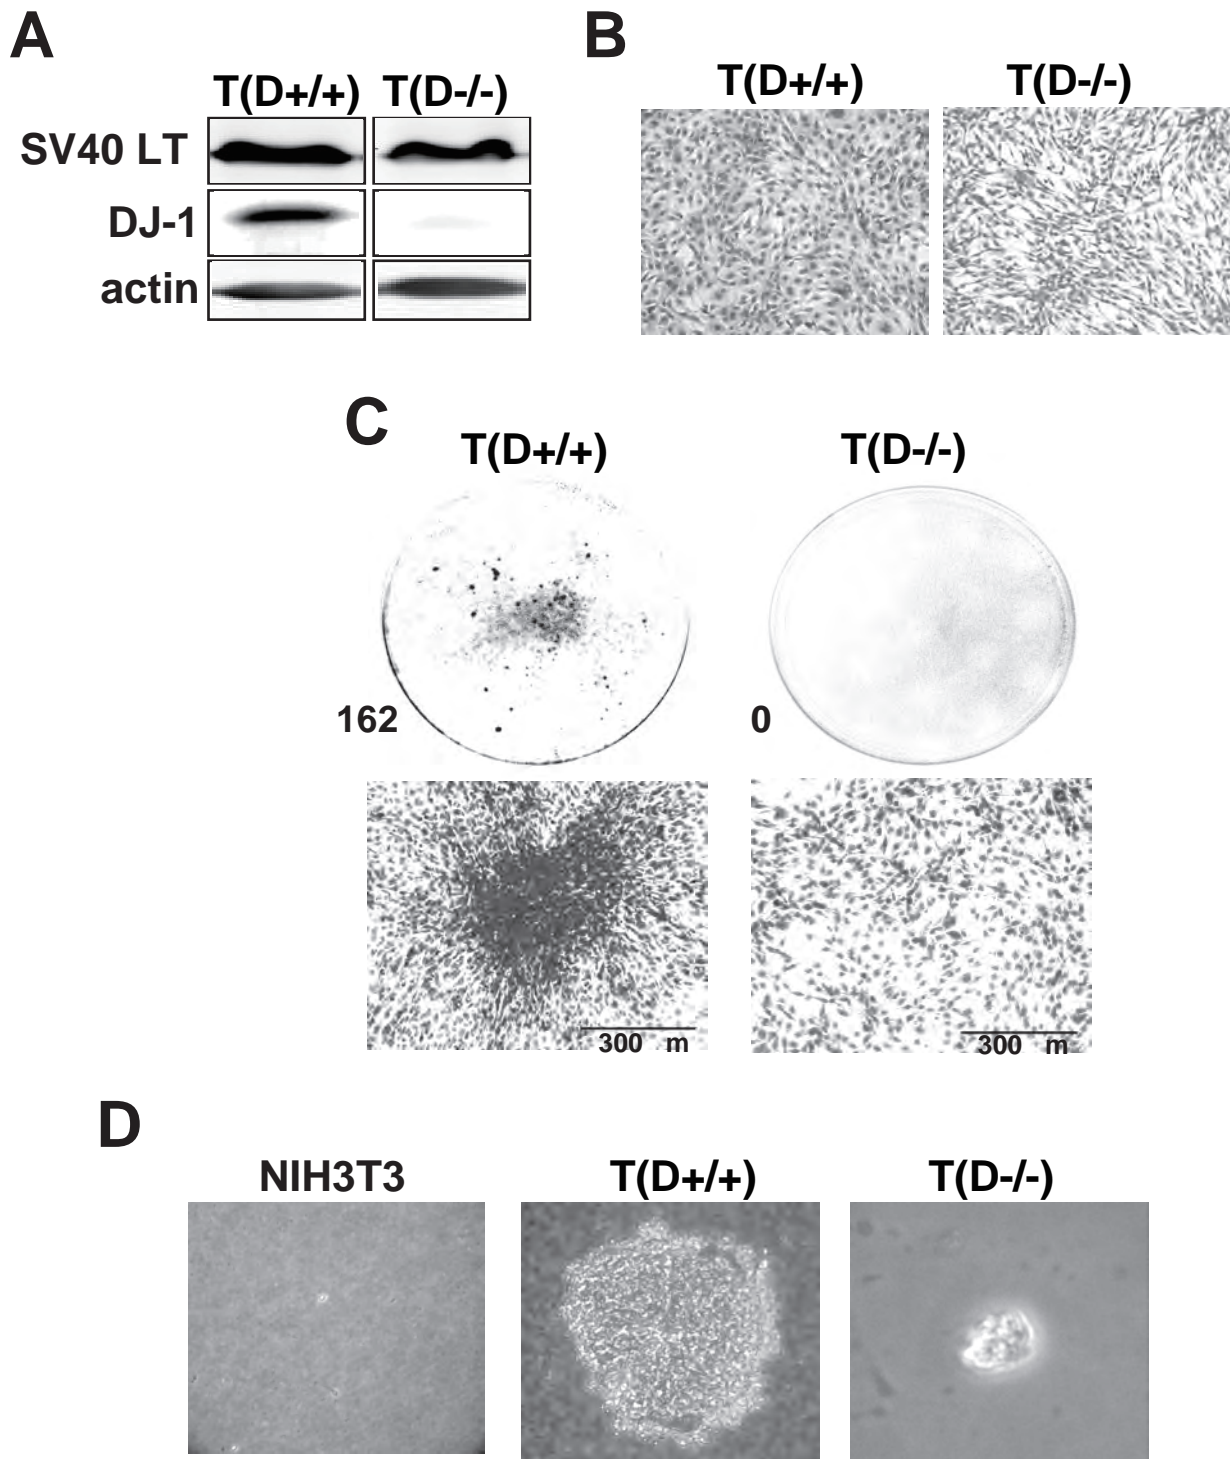 A
T(D+/+) T(D-/-)
SV40 LT
DJ-1
actin
B
T(D+/+) T(D-/-)
C
T(D+/+) T(D-/-)
162 0
300 m 300 m
D
NIH3T3 T(D+/+) T(D-/-)